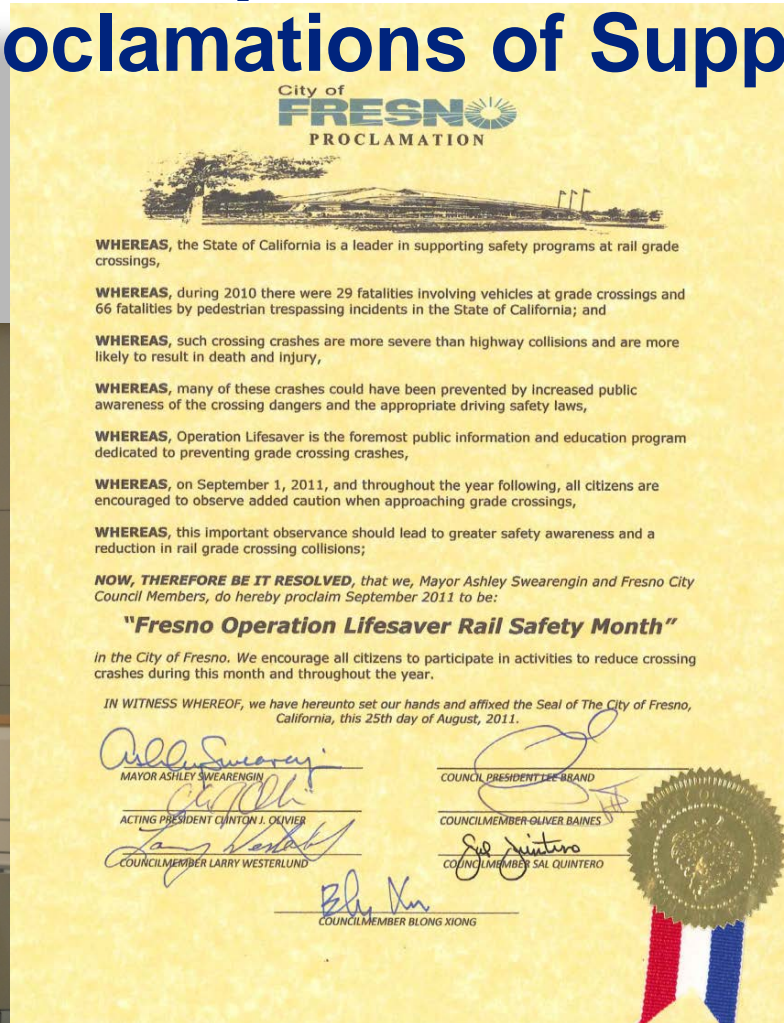 oclamations of Supp
City of
FRESNO
PROCLAMATION
WHEREAS, the State of California is a leader in supporting safety programs at rail grade
crossings,
WHEREAS, during 2010 there were 29 fatalities involving vehicles at grade crossings and
66 fatalities by pedestrian trespassing incidents in the State of California; and
WHEREAS, such crossing crashes are more severe than highway collisions and are more
likely to result in death and injury,
WHEREAS, many of these crashes could have been prevented by increased public
awareness of the crossing dangers and the appropriate driving safety laws,
WHEREAS, Operation Lifesaver is the foremost public information and education program
dedicated to preventing grade crossing crashes,
WHEREAS, on September 1, 2011, and throughout the year following, all citizens are
encouraged to observe added caution when approaching grade crossings,
WHEREAS, this important observance should lead to greater safety awareness and a
reduction in rail grade crossing collisions;
NOW, THEREFORE BE IT RESOLVED, that we, Mayor Ashley Swearengin and Fresno City
Council Members, do hereby proclaim September 2011 to be:
"Fresno Operation Lifesaver Rail Safety Month"
in the City of Fresno. We encourage all citizens to participate in activities to reduce crossing
crashes during this month and throughout the year.
IN WITNESS WHEREOF, we have hereunto set our hands and affixed the Seal of The City of Fresno,
California, this 25th day of August, 2011.
MAYOR ASHLEY SWEARENGIN
COUNCIL PRESIDENT LEE BRAND
ACTING PRESIDENT CLINTON J. OLIVIER
COUNCILMEMBER OLIVER BAINES
Sal Quintero
COUNCILMEMBER LARRY WESTERLUND
COUNCILMEMBER SAL QUINTERO
COUNCILMEMBER BLONG XIONG